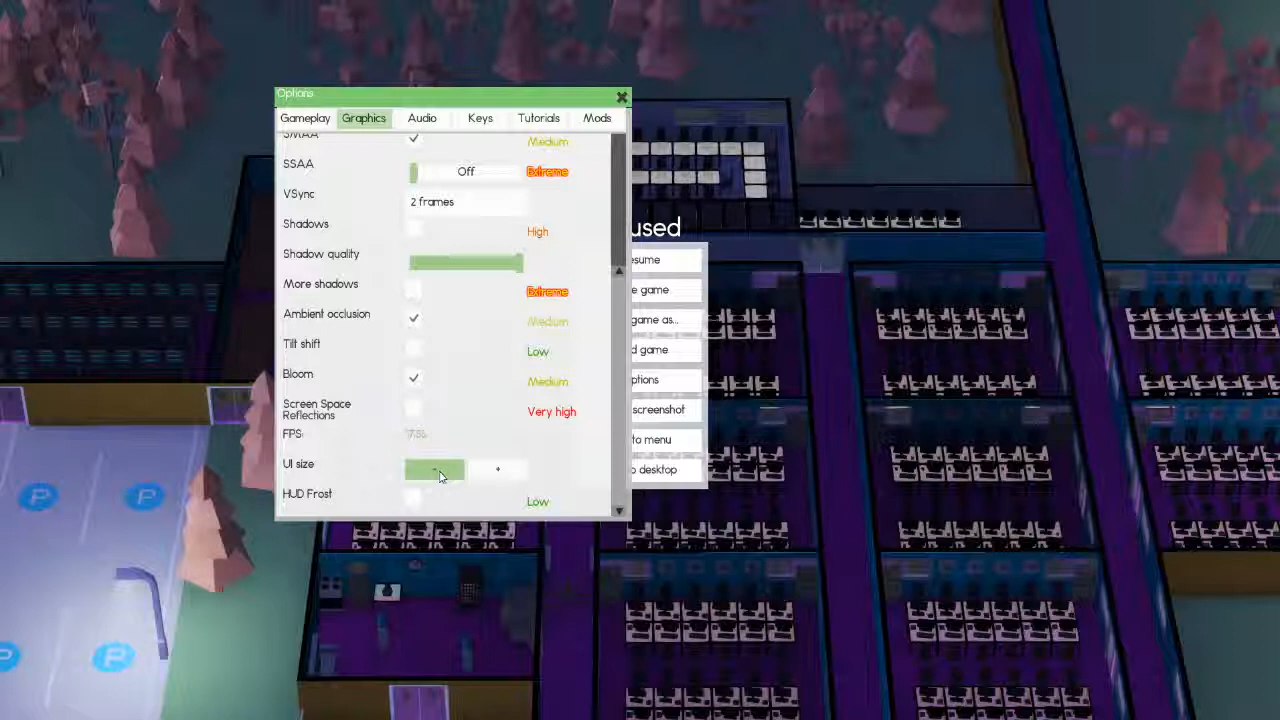 Options
Gameplay Graphics Audio Keys Tutorials Mods
SMAA Medium
SSAA Off Extreme
VSync 2 frames
Shadows High
Shadow quality
More shadows Extreme
Ambient occlusion Medium
Tilt shift Low
Bloom Medium
Screen Space
Reflections Very high
FPS:
UI size - +
HUD Frost Low
used
esume
e game
game as...
d game
ptions
screenshot
to menu
o desktop
P P
P